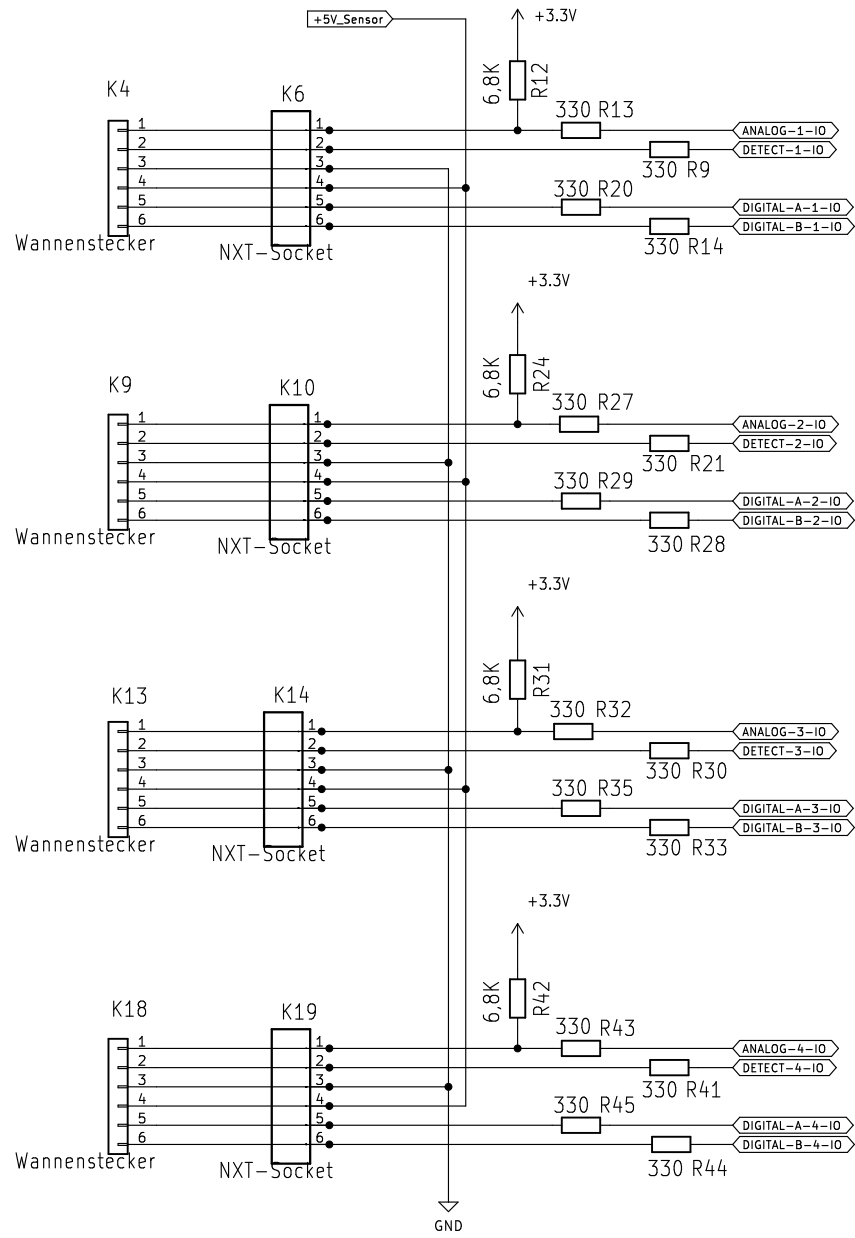 +5V_Sensor
+3.3V
6,8K R12
K4
K6
330 R13
1 1 ANALOG-1-IO
2 2 DETECT-1-IO
330 R9
3 3
4 4
330 R20
5 5 DIGITAL-A-1-IO
6 6 DIGITAL-B-1-IO
330 R14
Wannenstecker
NXT-Socket
+3.3V
6,8K R24
K9
K10
330 R27
1 1 ANALOG-2-IO
2 2 DETECT-2-IO
330 R21
3 3
4 4
330 R29
5 5 DIGITAL-A-2-IO
6 6 DIGITAL-B-2-IO
330 R28
Wannenstecker
NXT-Socket
+3.3V
6,8K R31
K13
K14
330 R32
1 1 ANALOG-3-IO
2 2 DETECT-3-IO
330 R30
3 3
4 4
330 R35
5 5 DIGITAL-A-3-IO
6 6 DIGITAL-B-3-IO
330 R33
Wannenstecker
NXT-Socket
+3.3V
6,8K R42
K18
K19
330 R43
1 1 ANALOG-4-IO
2 2 DETECT-4-IO
330 R41
3 3
4 4
330 R45
5 5 DIGITAL-A-4-IO
6 6 DIGITAL-B-4-IO
330 R44
Wannenstecker
NXT-Socket
GND